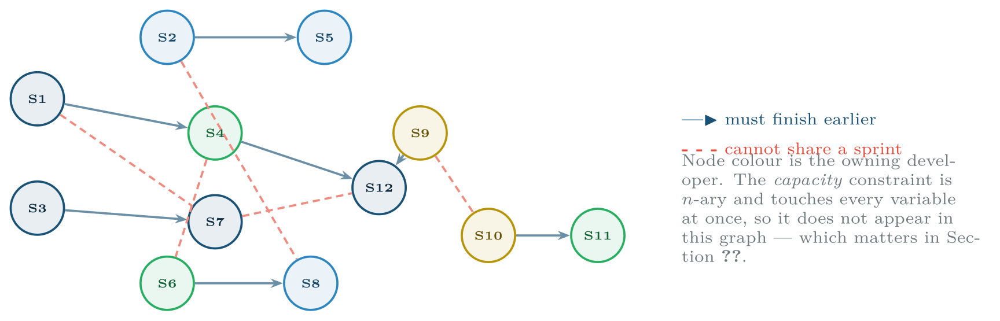 S2
S5
S1
S4
S9
S12
S3
S7
S10
S11
S6
S8
must finish earlier
cannot share a sprint
Node colour is the owning devel-
oper. The capacity constraint is
n-ary and touches every variable
at once, so it does not appear in
this graph — which matters in Sec-
tion ??.